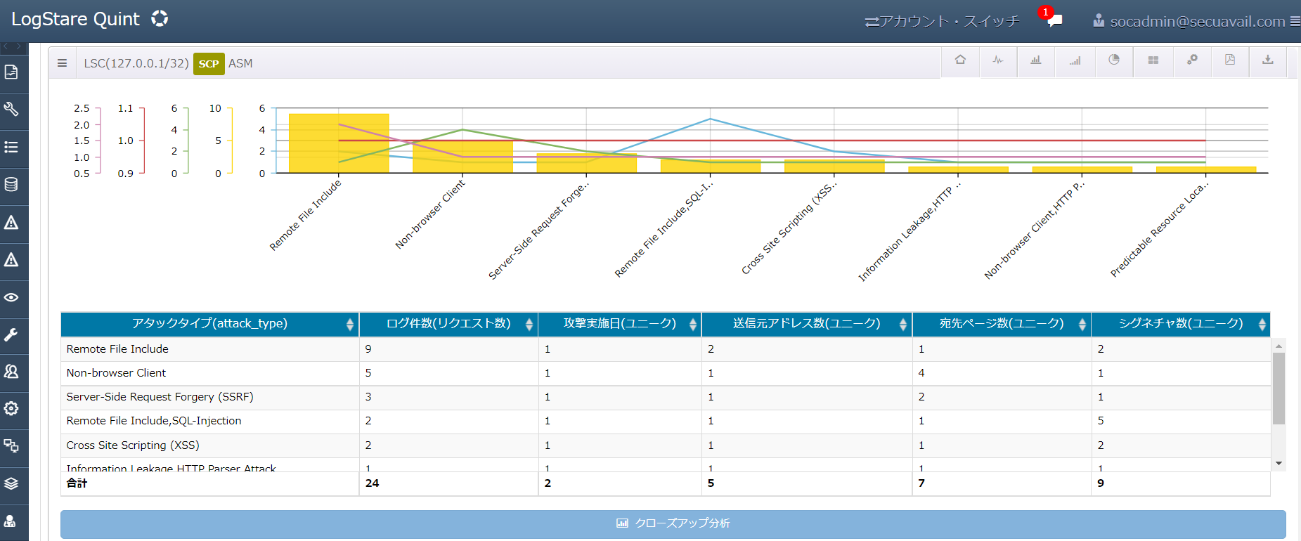 LogStare Quint
アカウント・スイッチ
1
socadmin@secuavail.com
LSC(127.0.0.1/32) SCP ASM
2.5 1.1 6 10 6
2.0 4 4
1.5 1.0 5
1.0 2 2
0.5 0.9 0 0 0
Remote File Include
Non-browser Client
Server-Side Request Forge..
Remote File Include,SQL-I..
Cross Site Scripting (XSS..
Information Leakage,HTTP ..
Non-browser Client,HTTP P..
Predictable Resource Loca..
アタックタイプ(attack_type) ログ件数(リクエスト数) 攻撃実施日(ユニーク) 送信元アドレス数(ユニーク) 宛先ページ数(ユニーク) シグネチャ数(ユニーク)
Remote File Include 9 1 2 1 2
Non-browser Client 5 1 1 4 1
Server-Side Request Forgery (SSRF) 3 1 1 2 1
Remote File Include,SQL-Injection 2 1 1 1 5
Cross Site Scripting (XSS) 2 1 1 1 2
Information Leakage,HTTP Parser Attack 1 1 1 1 1
合計 24 2 5 7 9
クローズアップ分析